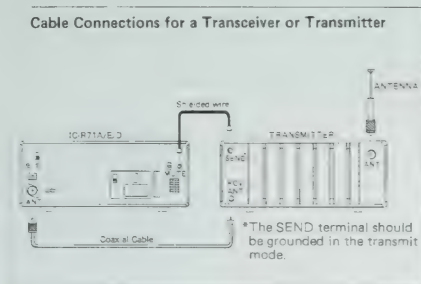 Cable Connections for a Transceiver or Transmitter
ANTENNA
Shielded wire
IC-R71A/E/D
TRANSMITTER
SEND
ANT
ANT
ANT
Coaxial Cable
*The SEND terminal should
be grounded in the transmit
mode.